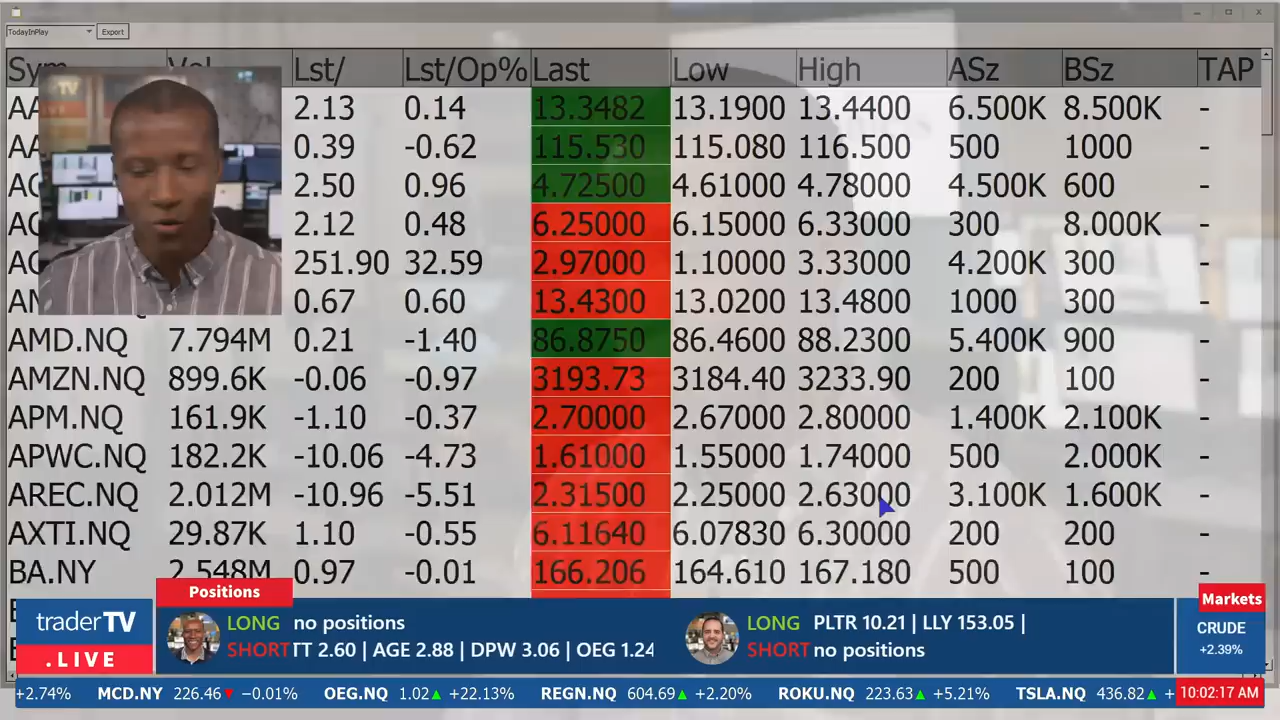 TodayInPlay Export
Sym Vol Lst/ Lst/Op% Last Low High ASz BSz TAP
2.13 0.14 13.3482 13.1900 13.4400 6.500K 8.500K -
0.39 -0.62 115.530 115.080 116.500 500 1000 -
2.50 0.96 4.72500 4.61000 4.78000 4.500K 600 -
2.12 0.48 6.25000 6.15000 6.33000 300 8.000K -
251.90 32.59 2.97000 1.10000 3.33000 4.200K 300 -
0.67 0.60 13.4300 13.0200 13.4800 1000 300 -
AMD.NQ 7.794M 0.21 -1.40 86.8750 86.4600 88.2300 5.400K 900 -
AMZN.NQ 899.6K -0.06 -0.97 3193.73 3184.40 3233.90 200 100 -
APM.NQ 161.9K -1.10 -0.37 2.70000 2.67000 2.80000 1.400K 2.100K -
APWC.NQ 182.2K -10.06 -4.73 1.61000 1.55000 1.74000 500 2.000K -
AREC.NQ 2.012M -10.96 -5.51 2.31500 2.25000 2.63000 3.100K 1.600K -
AXTI.NQ 29.87K 1.10 -0.55 6.11640 6.07830 6.30000 200 200 -
BA.NY 2.548M 0.97 -0.01 166.206 164.610 167.180 500 100 -
Positions
traderTV
.LIVE
LONG no positions
SHORT TT 2.60 | AGE 2.88 | DPW 3.06 | OEG 1.24
LONG PLTR 10.21 | LLY 153.05 |
SHORT no positions
Markets
CRUDE
+2.39%
+2.74% MCD.NY 226.46 -0.01% OEG.NQ 1.02 +22.13% REGN.NQ 604.69 +2.20% ROKU.NQ 223.63 +5.21% TSLA.NQ 436.82 + 10:02:17 AM